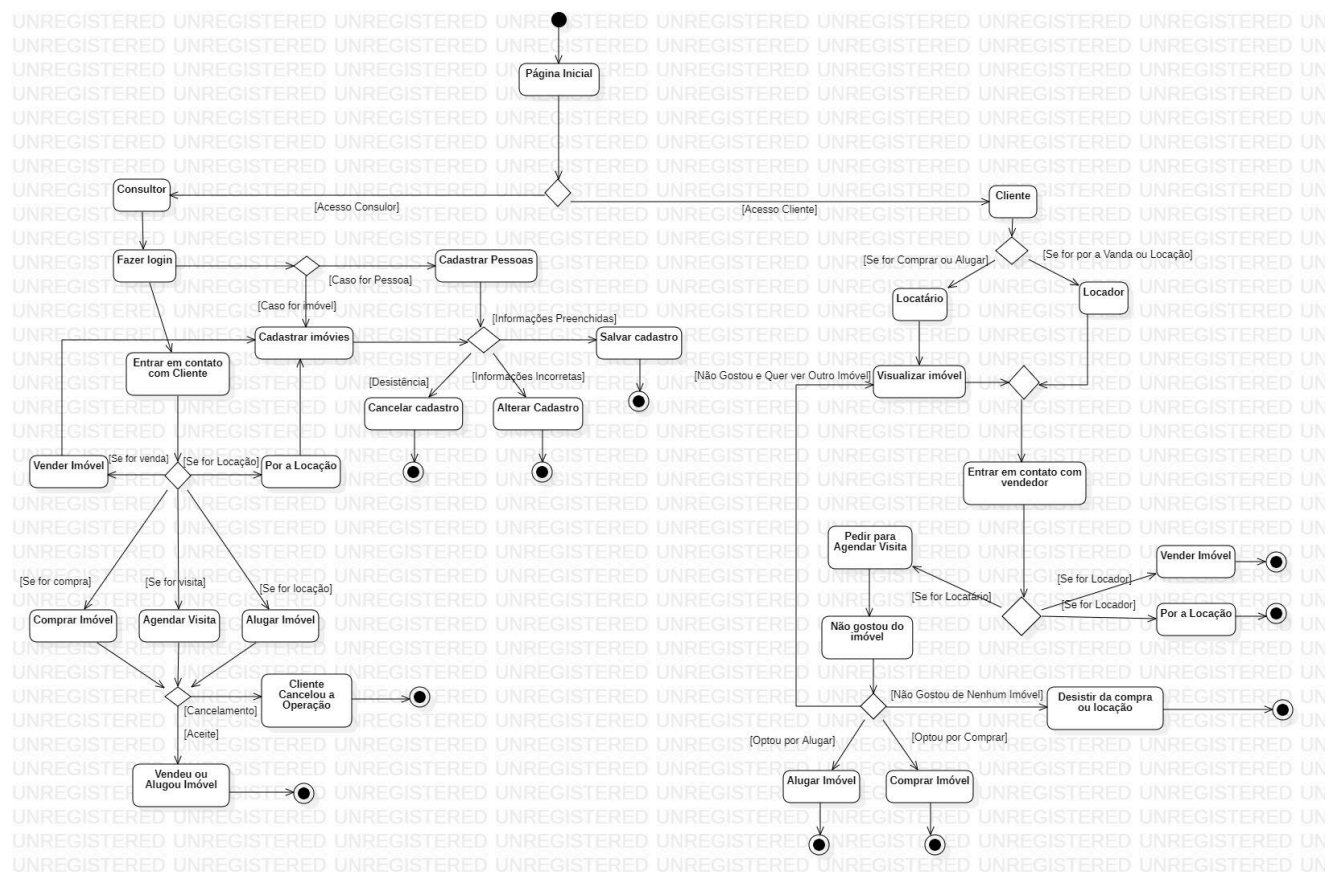 Página Inicial
Consultor
[Acesso Consulor]
[Acesso Cliente]
Cliente
Fazer login
Cadastrar Pessoas
[Caso for Pessoa]
[Caso for imóvel]
[Se for Comprar ou Alugar]
[Se for por a Vanda ou Locação]
Locatário
Locador
[Informações Preenchidas]
Cadastrar imóvies
Salvar cadastro
Entrar em contato
com Cliente
[Desistência]
[Informações Incorretas]
[Não Gostou e Quer ver Outro Imóvel]
Visualizar imóvel
Cancelar cadastro
Alterar Cadastro
Vender Imóvel
[Se for venda]
[Se for Locação]
Por a Locação
Entrar em contato com
vendedor
Pedir para
Agendar Visita
Vender Imóvel
[Se for Locador]
[Se for Locatário]
[Se for Locador]
Por a Locação
[Se for compra]
[Se for visita]
[Se for locação]
Comprar Imóvel
Agendar Visita
Alugar Imóvel
Não gostou do
imóvel
Cliente
Cancelou a
Operação
[Cancelamento]
[Aceite]
[Não Gostou de Nenhum Imóvel]
Desistir da compra
ou locação
[Optou por Alugar]
[Optou por Comprar]
Vendeu ou
Alugou Imóvel
Alugar Imóvel
Comprar Imóvel
UNREGISTERED